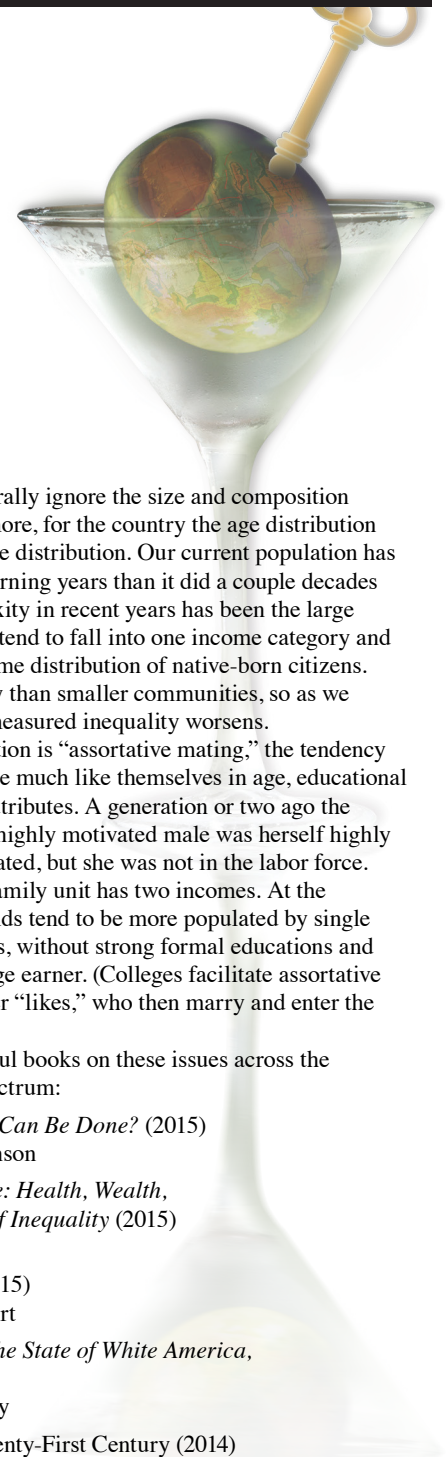 rally ignore the size and composition
nore, for the country the age distribution
e distribution. Our current population has
rning years than it did a couple decades
xity in recent years has been the large
tend to fall into one income category and
me distribution of native-born citizens.
y than smaller communities, so as we
neasured inequality worsens.
tion is “assortative mating,” the tendency
e much like themselves in age, educational
ttributes. A generation or two ago the
highly motivated male was herself highly
ated, but she was not in the labor force.
amily unit has two incomes. At the
nds tend to be more populated by single
s, without strong formal educations and
ge earner. (Colleges facilitate assortative
r “likes,” who then marry and enter the
ul books on these issues across the
ectrum:
Can Be Done? (2015)
nson
e: Health, Wealth,
f Inequality (2015)
15)
rt
he State of White America,
y
enty-First Century (2014)